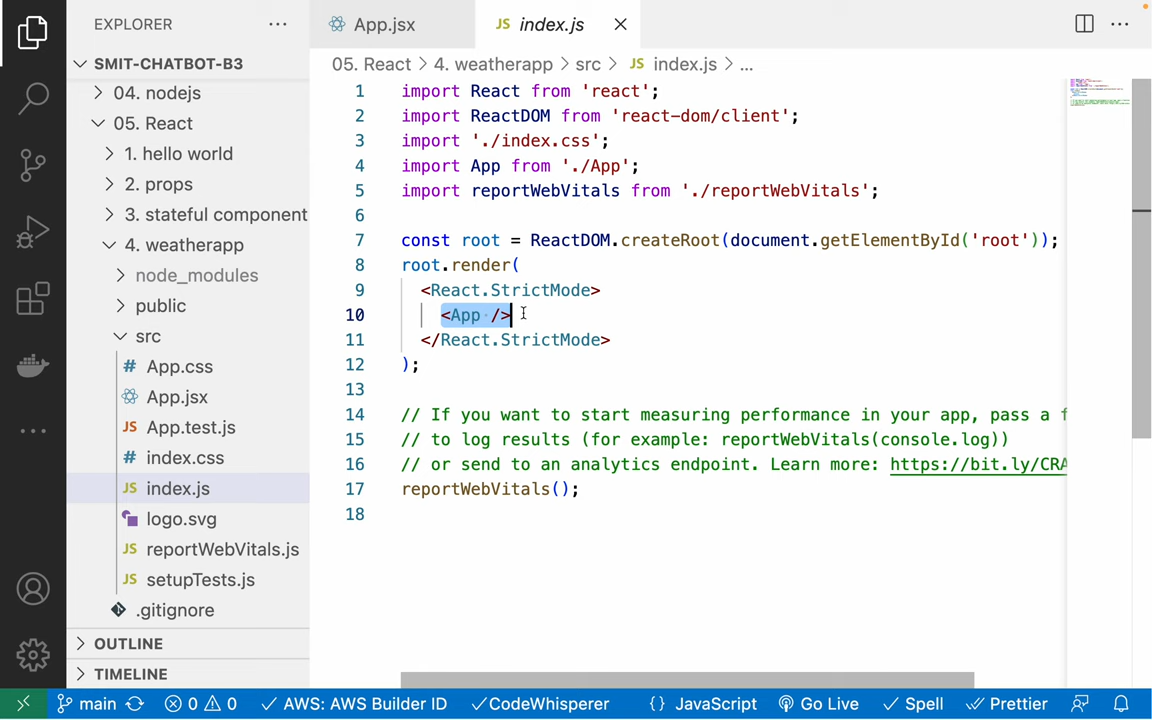 EXPLORER
SMIT-CHATBOT-B3
04. nodejs
05. React
1. hello world
2. props
3. stateful component
4. weatherapp
node_modules
public
src
# App.css
App.jsx
JS App.test.js
# index.css
JS index.js
logo.svg
JS reportWebVitals.js
JS setupTests.js
.gitignore
OUTLINE
TIMELINE
App.jsx
JS index.js
05. React > 4. weatherapp > src > JS index.js > ...
1 import React from 'react';
2 import ReactDOM from 'react-dom/client';
3 import './index.css';
4 import App from './App';
5 import reportWebVitals from './reportWebVitals';
6
7 const root = ReactDOM.createRoot(document.getElementById('root'));
8 root.render(
9 <React.StrictMode>
10 <App />
11 </React.StrictMode>
12 );
13
14 // If you want to start measuring performance in your app, pass a f
15 // to log results (for example: reportWebVitals(console.log))
16 // or send to an analytics endpoint. Learn more: https://bit.ly/CRA
17 reportWebVitals();
18
main 0 0 AWS: AWS Builder ID CodeWhisperer {} JavaScript Go Live Spell Prettier